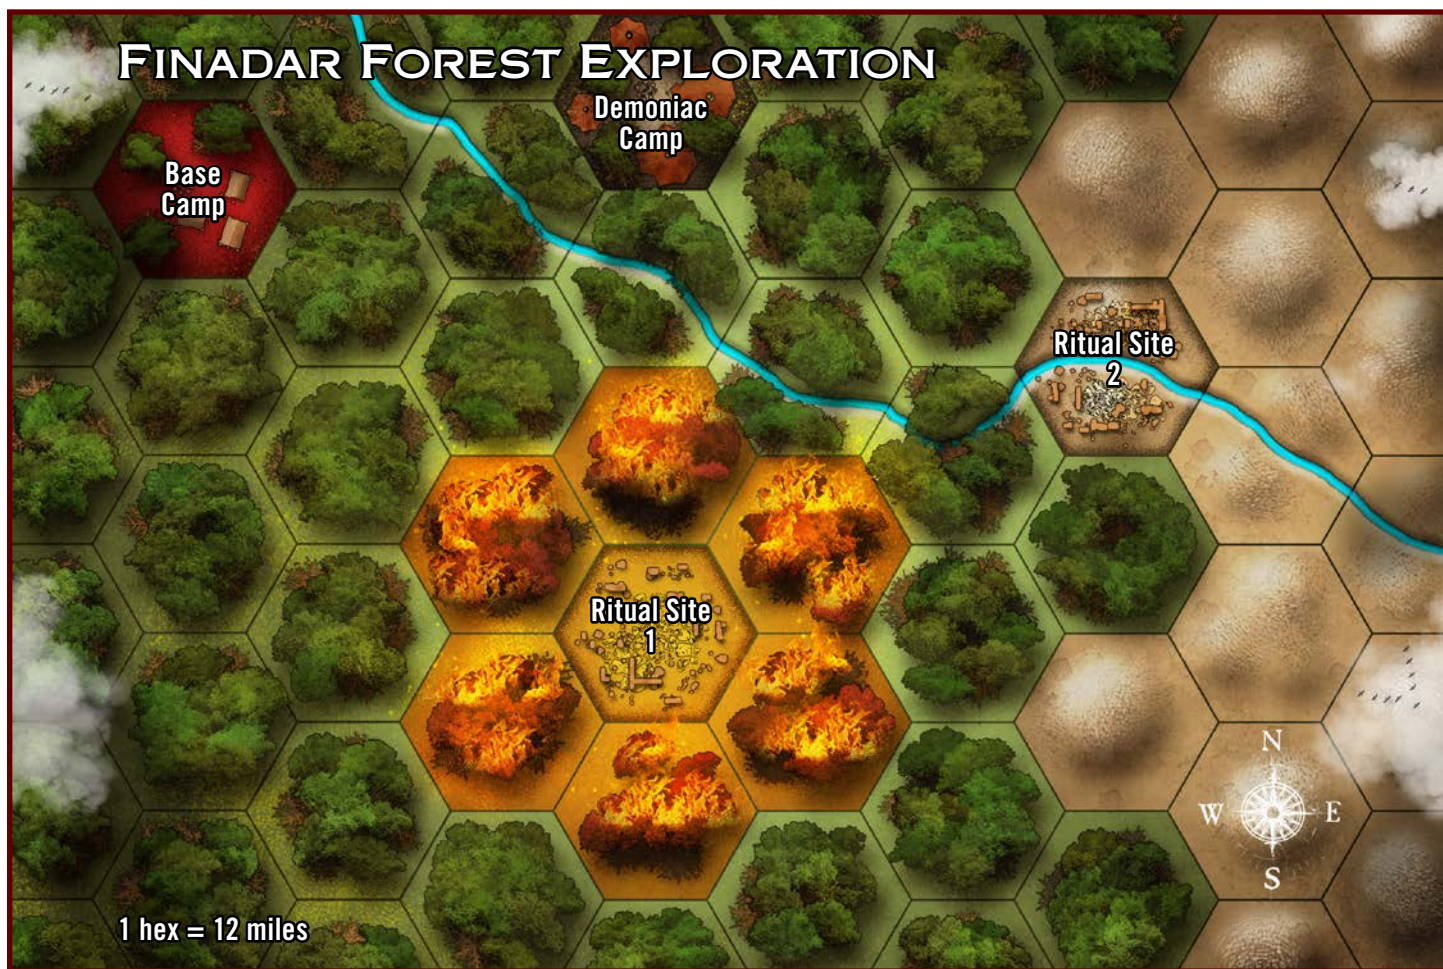 FINADAR FOREST EXPLORATION
Demoniac
Camp
Base
Camp
Ritual Site
2
Ritual Site
1
N
W E
S
1 hex = 12 miles